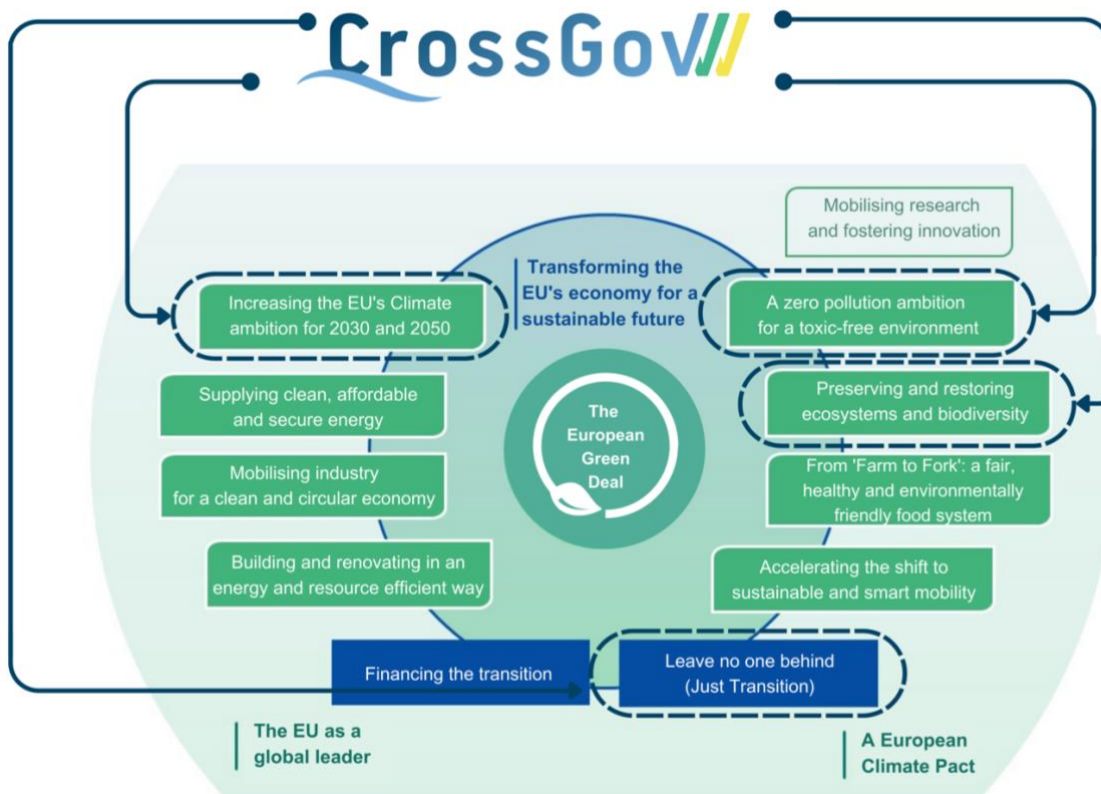 CrossGov
Mobilising research
and fostering innovation
Transforming the
EU's economy for a
sustainable future
Increasing the EU's Climate
ambition for 2030 and 2050
A zero pollution ambition
for a toxic-free environment
Supplying clean, affordable
and secure energy
Preserving and restoring
ecosystems and biodiversity
The
European
Green
Deal
Mobilising industry
for a clean and circular economy
From 'Farm to Fork': a fair,
healthy and environmentally
friendly food system
Building and renovating in an
energy and resource efficient way
Accelerating the shift to
sustainable and smart mobility
Financing the transition
Leave no one behind
(Just Transition)
The EU as a
global leader
A European
Climate Pact